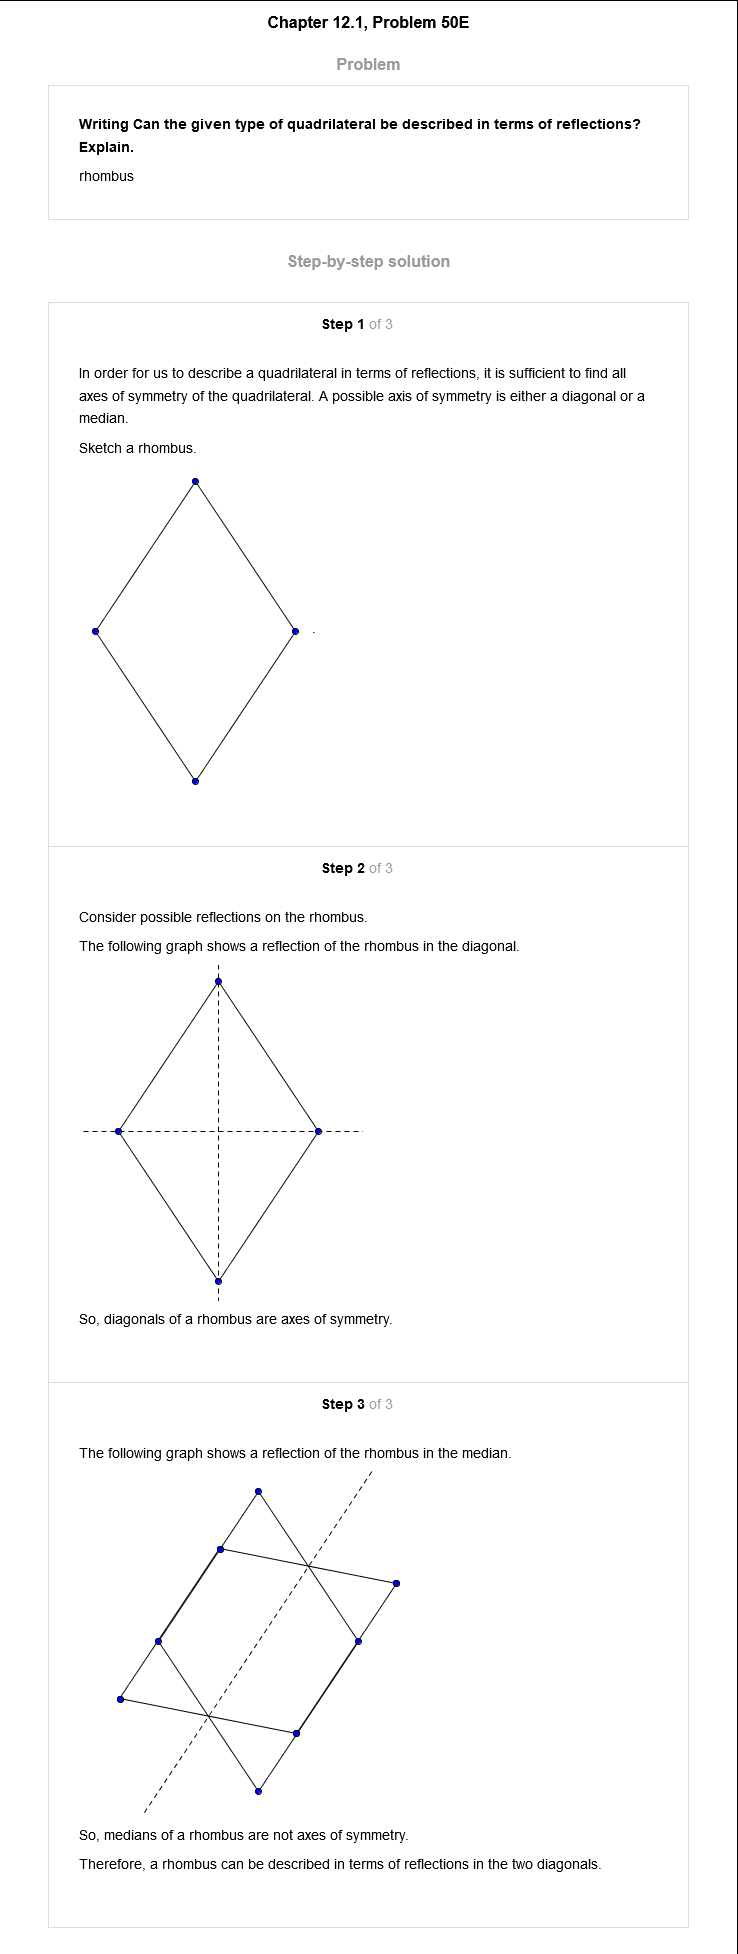 Chapter 12.1, Problem 50E
Problem
Writing Can the given type of quadrilateral be described in terms of reflections?
Explain.
rhombus
Step-by-step solution
Step 1 of 3
In order for us to describe a quadrilateral in terms of reflections, it is sufficient to find all
axes of symmetry of the quadrilateral. A possible axis of symmetry is either a diagonal or a
median.
Sketch a rhombus.
.
Step 2 of 3
Consider possible reflections on the rhombus.
The following graph shows a reflection of the rhombus in the diagonal.
So, diagonals of a rhombus are axes of symmetry.
Step 3 of 3
The following graph shows a reflection of the rhombus in the median.
So, medians of a rhombus are not axes of symmetry.
Therefore, a rhombus can be described in terms of reflections in the two diagonals.